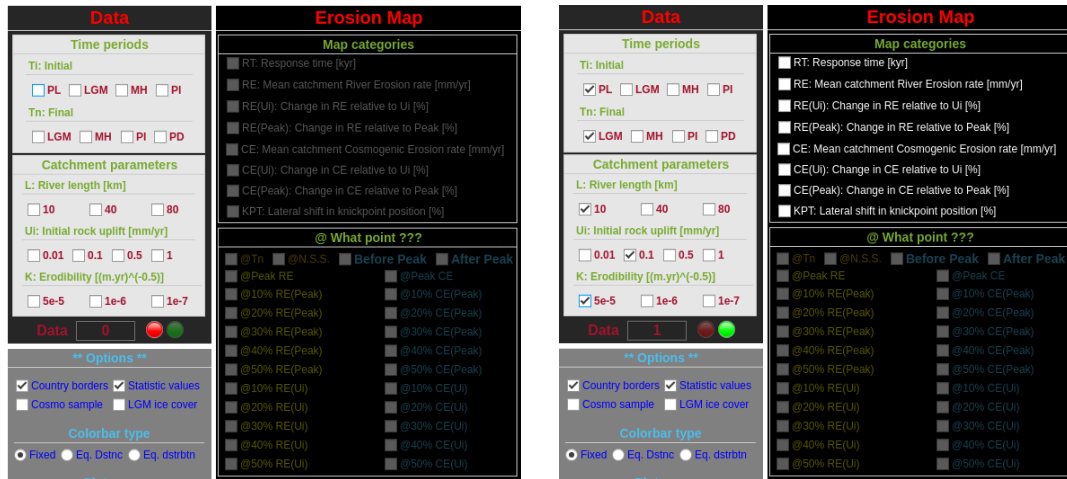 Data
Time periods
Ti: Initial
PL LGM MH PI
Tn: Final
LGM MH PI PD
Catchment parameters
L: River length [km]
10 40 80
Ui: Initial rock uplift [mm/yr]
0.01 0.1 0.5 1
K: Erodibility [(m.yr)^(-0.5)]
5e-5 1e-6 1e-7
Data 0
** Options **
Country borders Statistic values
Cosmo sample LGM ice cover
Colorbar type
Fixed Eq. Dstnc Eq. dstrbtn
Erosion Map
Map categories
RT: Response time [kyr]
RE: Mean catchment River Erosion rate [mm/yr]
RE(Ui): Change in RE relative to Ui [%]
RE(Peak): Change in RE relative to Peak [%]
CE: Mean catchment Cosmogenic Erosion rate [mm/yr]
CE(Ui): Change in CE relative to Ui [%]
CE(Peak): Change in CE relative to Peak [%]
KPT: Lateral shift in knickpoint position [%]
@ What point ???
@Tn @N.S.S. Before Peak After Peak
@Peak RE @Peak CE
@10% RE(Peak) @10% CE(Peak)
@20% RE(Peak) @20% CE(Peak)
@30% RE(Peak) @30% CE(Peak)
@40% RE(Peak) @40% CE(Peak)
@50% RE(Peak) @50% CE(Peak)
@10% RE(Ui) @10% CE(Ui)
@20% RE(Ui) @20% CE(Ui)
@30% RE(Ui) @30% CE(Ui)
@40% RE(Ui) @40% CE(Ui)
@50% RE(Ui) @50% CE(Ui)
Data
Time periods
Ti: Initial
PL LGM MH PI
Tn: Final
LGM MH PI PD
Catchment parameters
L: River length [km]
10 40 80
Ui: Initial rock uplift [mm/yr]
0.01 0.1 0.5 1
K: Erodibility [(m.yr)^(-0.5)]
5e-5 1e-6 1e-7
Data 1
** Options **
Country borders Statistic values
Cosmo sample LGM ice cover
Colorbar type
Fixed Eq. Dstnc Eq. dstrbtn
Erosion Map
Map categories
RT: Response time [kyr]
RE: Mean catchment River Erosion rate [mm/yr]
RE(Ui): Change in RE relative to Ui [%]
RE(Peak): Change in RE relative to Peak [%]
CE: Mean catchment Cosmogenic Erosion rate [mm/yr]
CE(Ui): Change in CE relative to Ui [%]
CE(Peak): Change in CE relative to Peak [%]
KPT: Lateral shift in knickpoint position [%]
@ What point ???
@Tn @N.S.S. Before Peak After Peak
@Peak RE @Peak CE
@10% RE(Peak) @10% CE(Peak)
@20% RE(Peak) @20% CE(Peak)
@30% RE(Peak) @30% CE(Peak)
@40% RE(Peak) @40% CE(Peak)
@50% RE(Peak) @50% CE(Peak)
@10% RE(Ui) @10% CE(Ui)
@20% RE(Ui) @20% CE(Ui)
@30% RE(Ui) @30% CE(Ui)
@40% RE(Ui) @40% CE(Ui)
@50% RE(Ui) @50% CE(Ui)